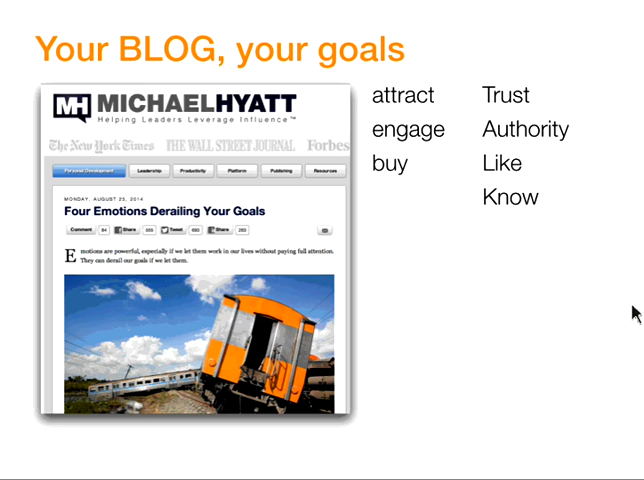 Your BLOG, your goals
MH MICHAELHYATT
Helping Leaders Leverage Influence™
The New York Times THE WALL STREET JOURNAL Forbes
Personal Development Leadership Productivity Platform Publishing Resources
MONDAY, AUGUST 25, 2014
Four Emotions Derailing Your Goals
Comment 84 Share Tweet Share
Emotions are powerful, especially if we let them work in our lives without paying full attention.
They can derail our goals if we let them.
attract
engage
buy
Trust
Authority
Like
Know